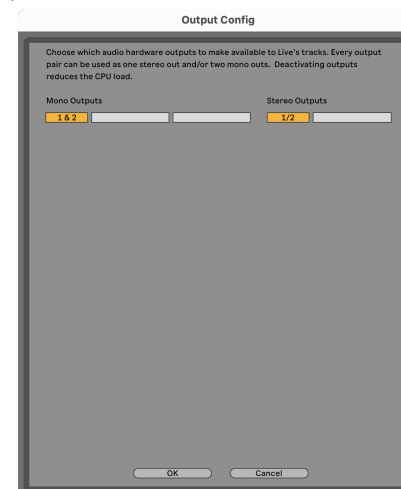 Output Config
Choose which audio hardware outputs to make available to Live's tracks. Every output
pair can be used as one stereo out and/or two mono outs. Deactivating outputs
reduces the CPU load.
Mono Outputs Stereo Outputs
1 & 2 1/2
OK Cancel